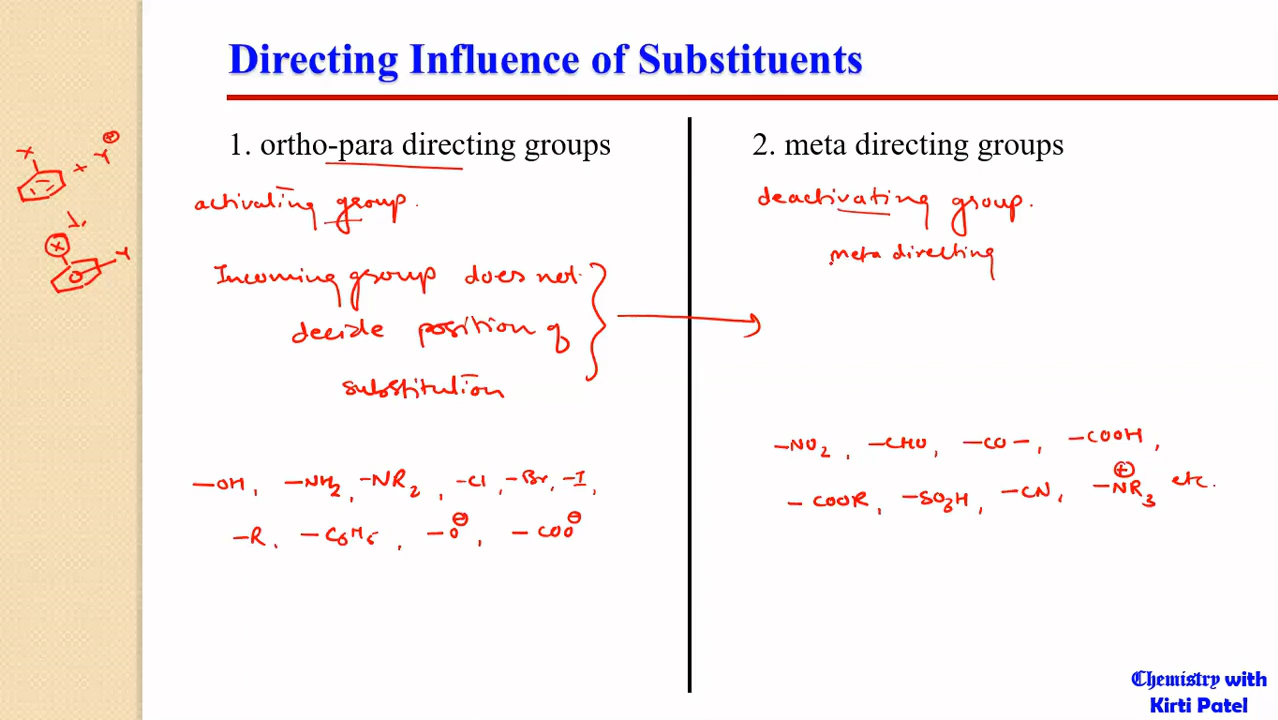 Directing Influence of Substituents
1. ortho-para directing groups
activating group.
Incoming group does not
decide position of
substitution
-OH, -NH₂, -NR₂, -Cl, -Br, -I,
-R, -C₆H₅, -O⊖, -COO⊖
2. meta directing groups
deactivating group.
meta directing
-NO₂, -CHO, -CO-, -COOH,
-COOR, -SO₃H, -CN, -N⊕R₃ etc.
X
+ Y⊕
X
Y
Chemistry with
Kirti Patel